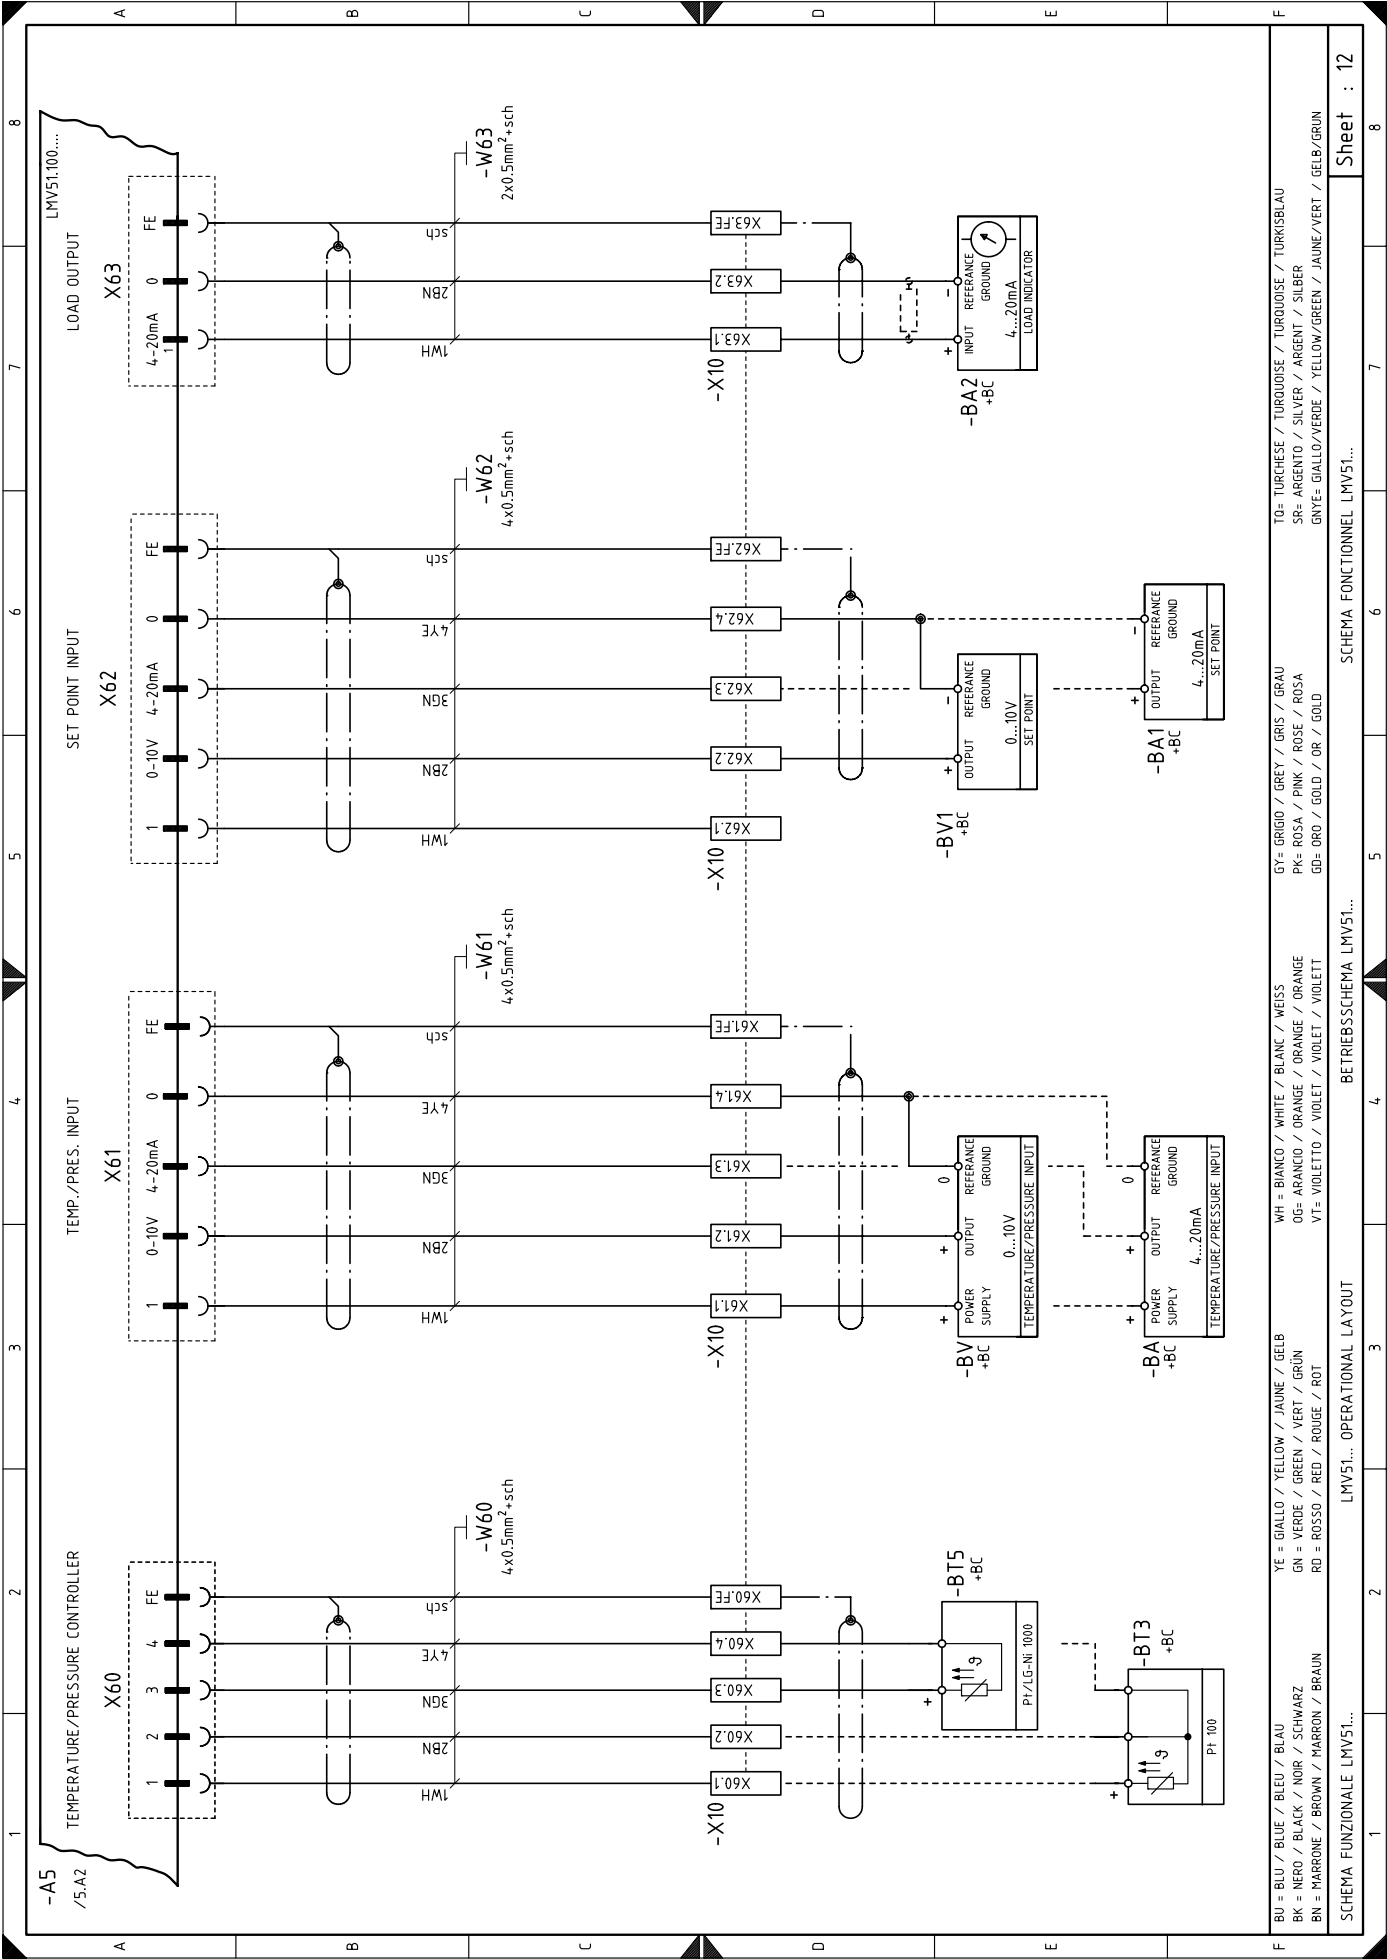 1 2 3 4 5 6 7 8
A B C D E F
-A5
/5.A2
LMV51.100....
TEMPERATURE/PRESSURE CONTROLLER
X60
1 2 3 4 FE
1WH 2BN 3GN 4YE sch
-W60
4x0.5mm²+sch
-X10
X60.1 X60.2 X60.3 X60.4 X60.FE
-BT5
+BC
+
ϑ
Pt/LG-Ni 1000
-BT3
+BC
+
ϑ
Pt 100
TEMP./PRES. INPUT
X61
1 0-10V 4-20mA 0 FE
1WH 2BN 3GN 4YE sch
-W61
4x0.5mm²+sch
-X10
X61.1 X61.2 X61.3 X61.4 X61.FE
-BV
+BC
+ + 0
POWER SUPPLY
OUTPUT
REFERANCE GROUND
0...10V
TEMPERATURE/PRESSURE INPUT
-BA
+BC
+ + 0
POWER SUPPLY
OUTPUT
REFERANCE GROUND
4...20mA
TEMPERATURE/PRESSURE INPUT
SET POINT INPUT
X62
1 0-10V 4-20mA 0 FE
1WH 2BN 3GN 4YE sch
-W62
4x0.5mm²+sch
-X10
X62.1 X62.2 X62.3 X62.4 X62.FE
-BV1
+BC
+ -
OUTPUT
REFERANCE GROUND
0...10V
SET POINT
-BA1
+BC
+ -
OUTPUT
REFERANCE GROUND
4...20mA
SET POINT
LOAD OUTPUT
X63
4-20mA 0 FE
1
1WH 2BN sch
-W63
2x0.5mm²+sch
-X10
X63.1 X63.2 X63.FE
-BA2
+BC
+ -
INPUT
REFERANCE GROUND
4...20mA
LOAD INDICATOR
BU = BLU / BLUE / BLEU / BLAU
BK = NERO / BLACK / NOIR / SCHWARZ
BN = MARRONE / BROWN / MARRON / BRAUN
YE = GIALLO / YELLOW / JAUNE / GELB
GN = VERDE / GREEN / VERT / GRÜN
RD = ROSSO / RED / ROUGE / ROT
WH = BIANCO / WHITE / BLANC / WEISS
OG= ARANCIO / ORANGE / ORANGE / ORANGE
VT= VIOLETTO / VIOLET / VIOLET / VIOLETT
GY= GRIGIO / GREY / GRIS / GRAU
PK= ROSA / PINK / ROSE / ROSA
GD= ORO / GOLD / OR / GOLD
TQ= TURCHESE / TURQUOISE / TURQUOISE / TURKISBLAU
SR= ARGENTO / SILVER / ARGENT / SILBER
GNYE= GIALLO/VERDE / YELLOW/GREEN / JAUNE/VERT / GELB/GRUN
SCHEMA FUNZIONALE LMV51...
LMV51... OPERATIONAL LAYOUT
BETRIEBSSCHEMA LMV51...
SCHEMA FONCTIONNEL LMV51...
Sheet : 12
A B C D E F
1 2 3 4 5 6 7 8